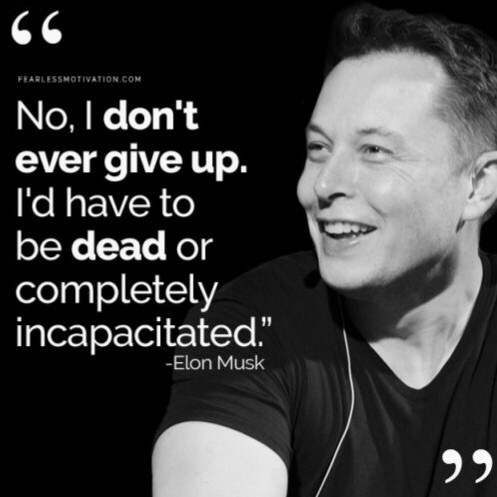 “
FEARLESSMOTIVATION.COM
No, I don't
ever give up.
I'd have to
be dead or
completely
incapacitated.”
-Elon Musk
”